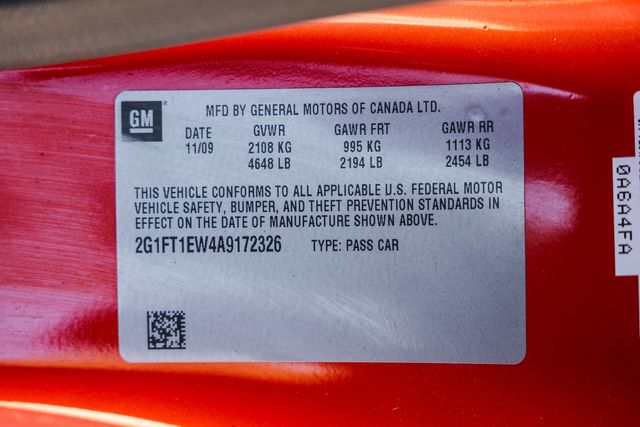 GM
MFD BY GENERAL MOTORS OF CANADA LTD.
DATE GVWR GAWR FRT GAWR RR
11/09 2108 KG 995 KG 1113 KG
4648 LB 2194 LB 2454 LB
THIS VEHICLE CONFORMS TO ALL APPLICABLE U.S. FEDERAL MOTOR
VEHICLE SAFETY, BUMPER, AND THEFT PREVENTION STANDARDS IN
EFFECT ON THE DATE OF MANUFACTURE SHOWN ABOVE.
2G1FT1EW4A9172326 TYPE: PASS CAR
0A6A4FA